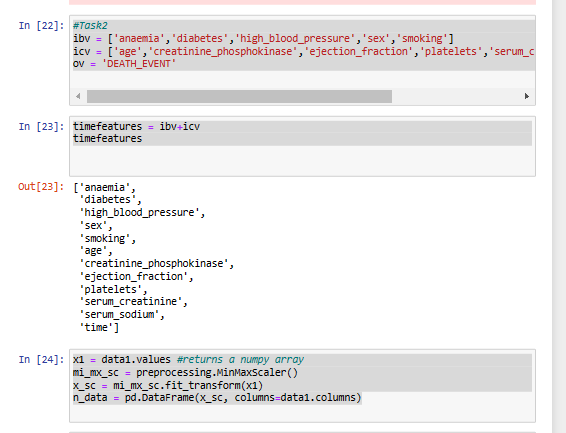 In [22]: #Task2
ibv = ['anaemia','diabetes','high_blood_pressure','sex','smoking']
icv = ['age','creatinine_phosphokinase','ejection_fraction','platelets','serum_c
ov = 'DEATH_EVENT'
In [23]: timefeatures = ibv+icv
timefeatures
Out[23]: ['anaemia',
'diabetes',
'high_blood_pressure',
'sex',
'smoking',
'age',
'creatinine_phosphokinase',
'ejection_fraction',
'platelets',
'serum_creatinine',
'serum_sodium',
'time']
In [24]: x1 = data1.values #returns a numpy array
mi_mx_sc = preprocessing.MinMaxScaler()
x_sc = mi_mx_sc.fit_transform(x1)
n_data = pd.DataFrame(x_sc, columns=data1.columns)